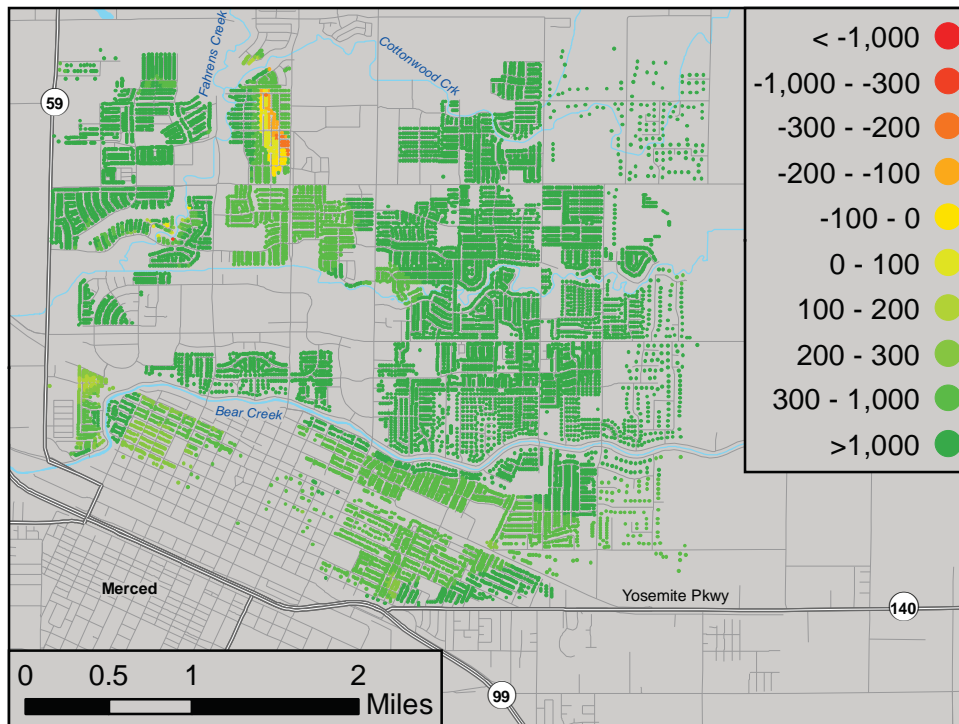 Fahrens Creek
Cottonwood Crk
59
< -1,000
-1,000 - -300
-300 - -200
-200 - -100
-100 - 0
0 - 100
100 - 200
200 - 300
300 - 1,000
>1,000
Bear Creek
Merced
Yosemite Pkwy
140
99
0 0.5 1 2
Miles